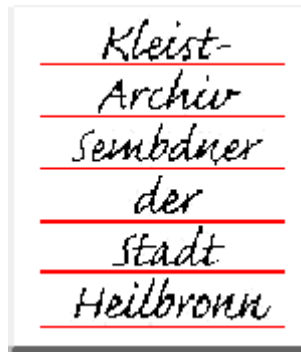 Kleist-
Archiv
Sembdner
der
Stadt
Heilbronn